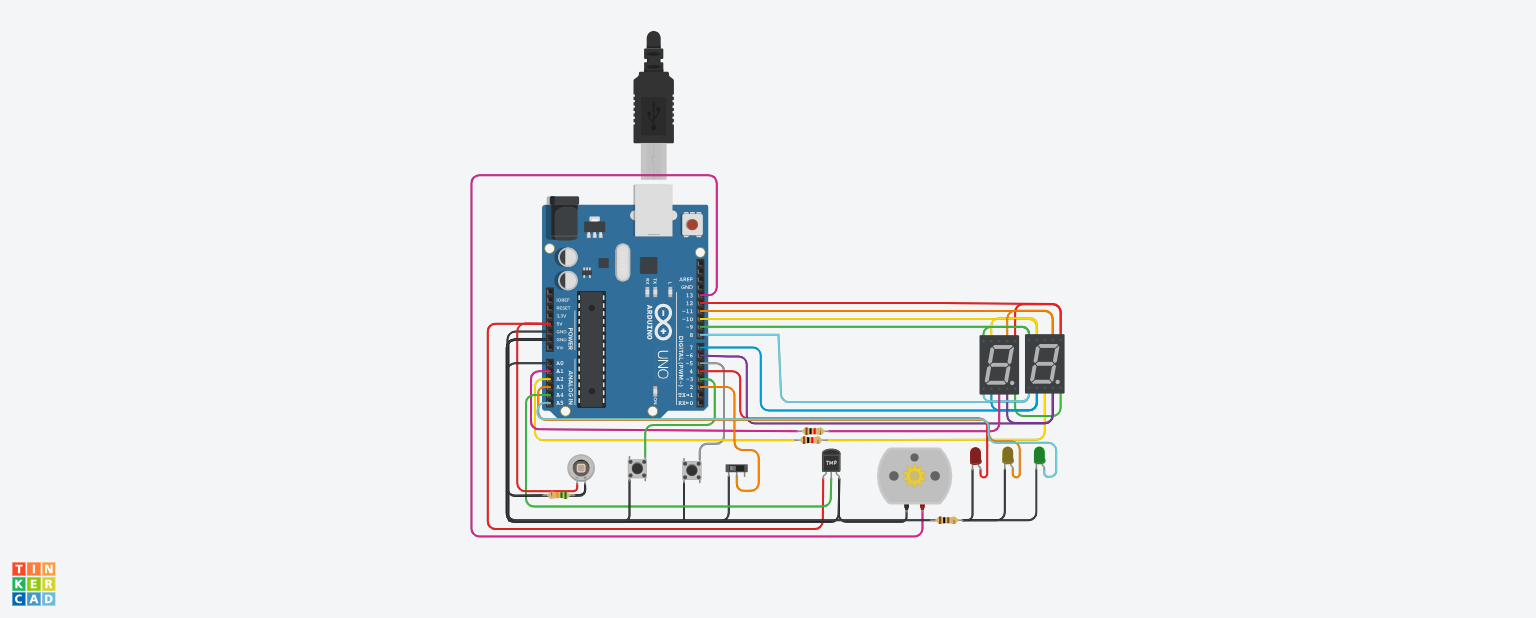 AREF
GND
13
12
~11
~10
~9
8
7
~6
~5
4
~3
2
TX→1
RX←0
IOREF
RESET
3.3V
5V
GND
GND
Vin
A0
A1
A2
A3
A4
A5
POWER
ANALOG IN
RX
TX
L
ARDUINO
UNO
DIGITAL (PWM~)
ON
TMP
TIN
KER
CAD